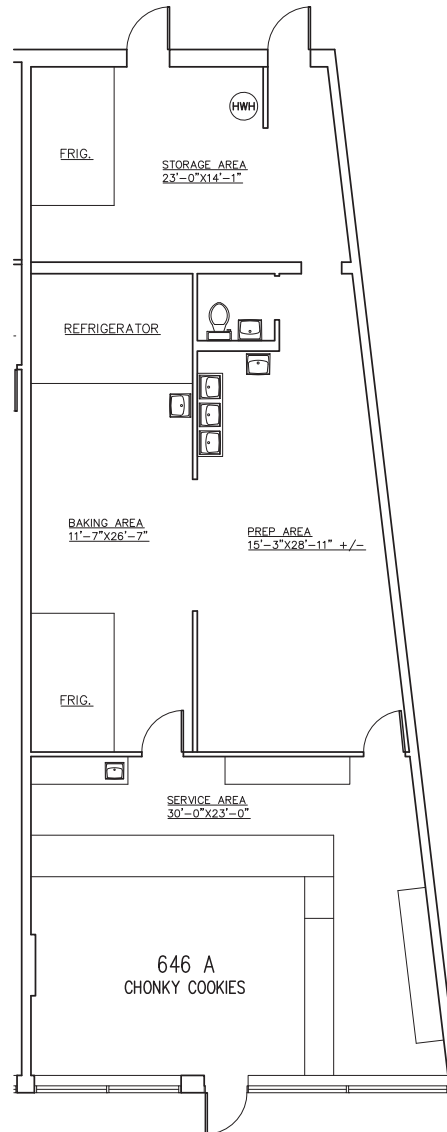 HWH
FRIG.
STORAGE AREA
23'-0"X14'-1"
REFRIGERATOR
BAKING AREA
11'-7"X26'-7"
PREP AREA
15'-3"X28'-11" +/-
FRIG.
SERVICE AREA
30'-0"X23'-0"
646 A
CHONKY COOKIES